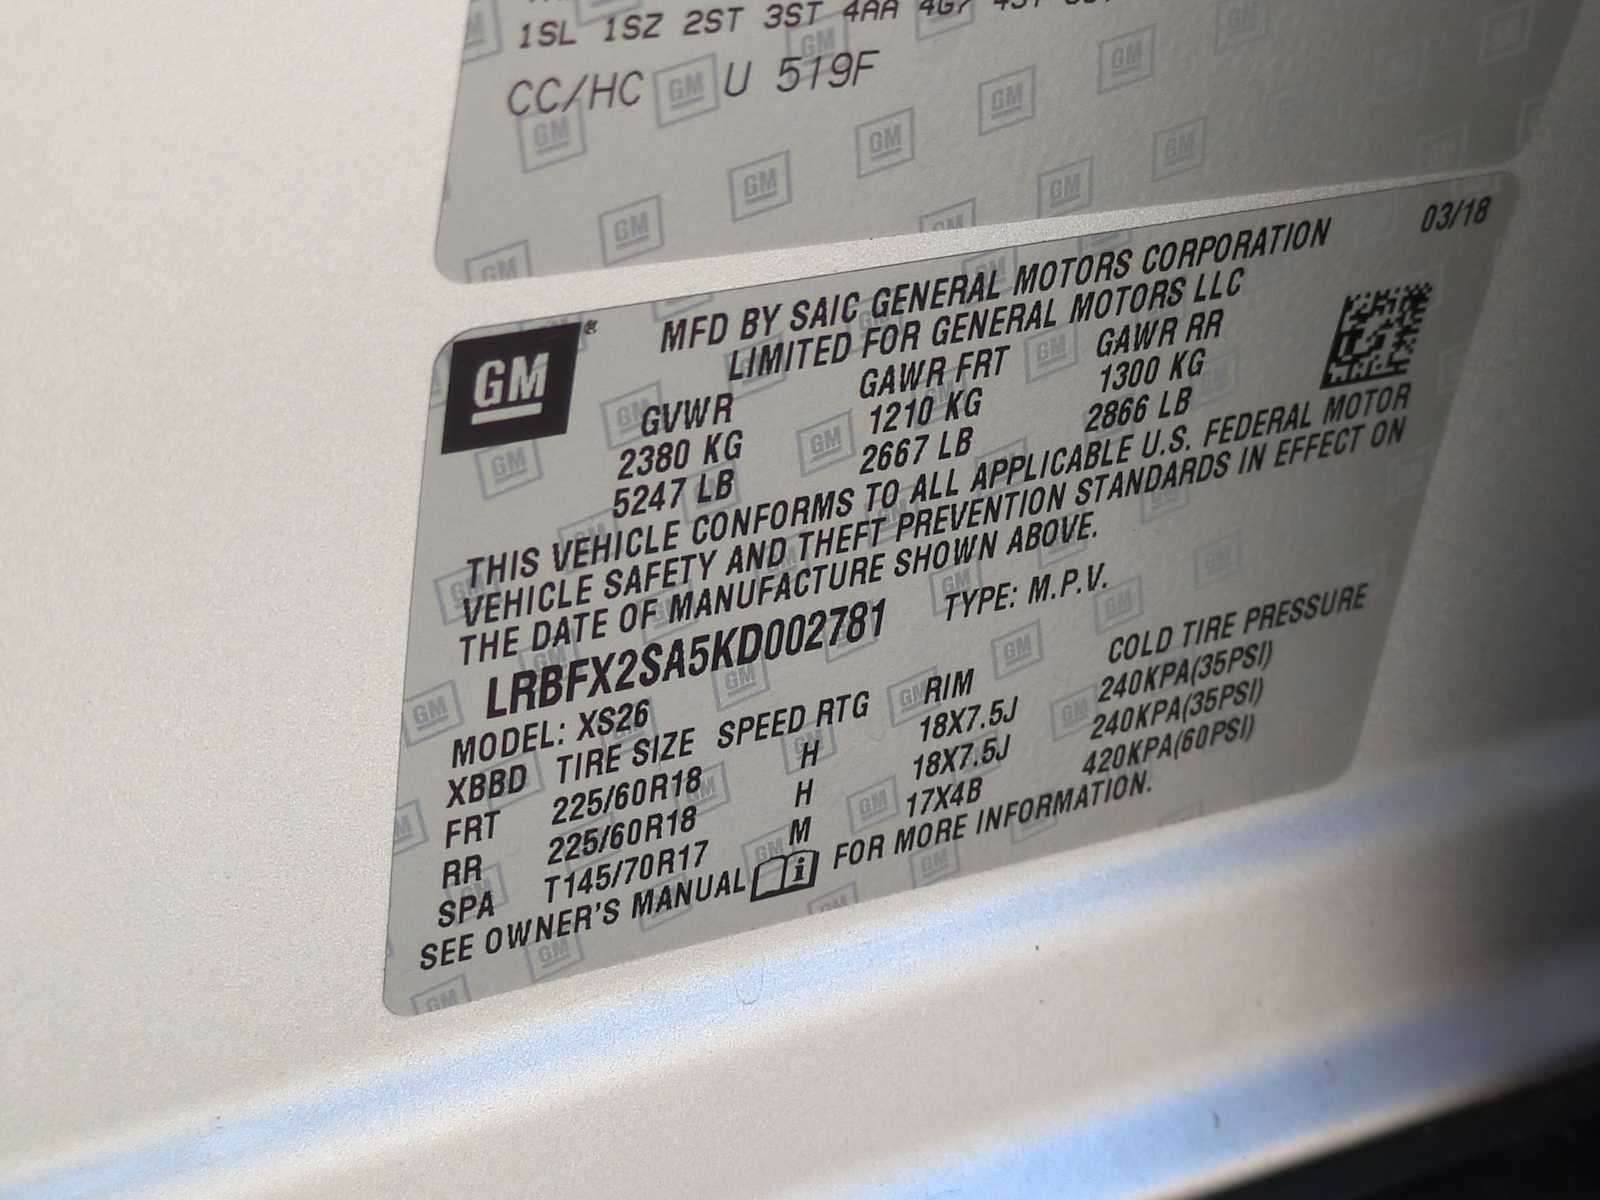 1SL 1SZ 2ST 3ST 4AA 4G7
CC/HC U 519F
03/18
GM
MFD BY SAIC GENERAL MOTORS CORPORATION
LIMITED FOR GENERAL MOTORS LLC
GVWR GAWR FRT GAWR RR
2380 KG 1210 KG 1300 KG
5247 LB 2667 LB 2866 LB
THIS VEHICLE CONFORMS TO ALL APPLICABLE U.S. FEDERAL MOTOR
VEHICLE SAFETY AND THEFT PREVENTION STANDARDS IN EFFECT ON
THE DATE OF MANUFACTURE SHOWN ABOVE.
LRBFX2SA5KD002781 TYPE: M.P.V.
MODEL: XS26
XBBD TIRE SIZE SPEED RTG RIM COLD TIRE PRESSURE
FRT 225/60R18 H 18X7.5J 240KPA(35PSI)
RR 225/60R18 H 18X7.5J 240KPA(35PSI)
SPA T145/70R17 M 17X4B 420KPA(60PSI)
SEE OWNER'S MANUAL FOR MORE INFORMATION.